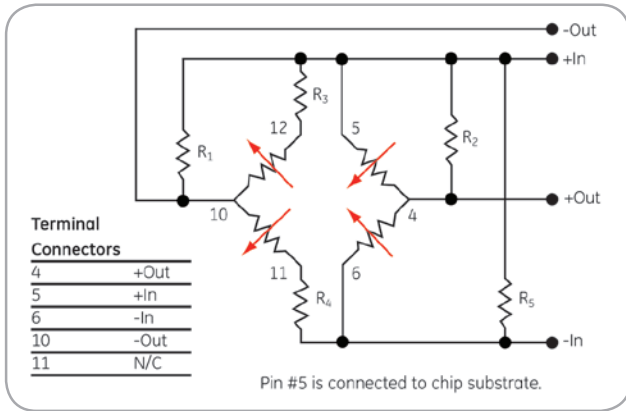 -Out
+In
R3
12
5
R1
R2
10
4
+Out
Terminal
Connectors
4 +Out
5 +In
6 -In
10 -Out
11 N/C
11
6
R4
R5
-In
Pin #5 is connected to chip substrate.